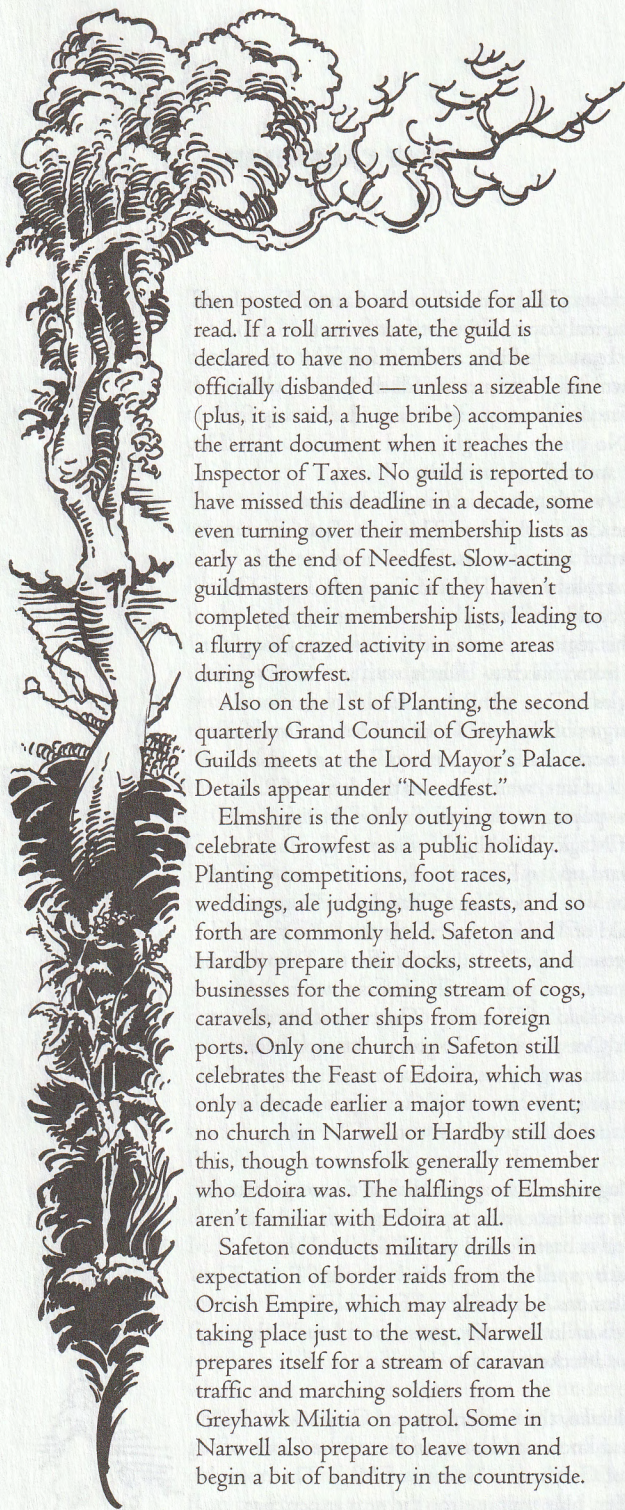 then posted on a board outside for all to
read. If a roll arrives late, the guild is
declared to have no members and be
officially disbanded — unless a sizeable fine
(plus, it is said, a huge bribe) accompanies
the errant document when it reaches the
Inspector of Taxes. No guild is reported to
have missed this deadline in a decade, some
even turning over their membership lists as
early as the end of Needfest. Slow-acting
guildmasters often panic if they haven't
completed their membership lists, leading to
a flurry of crazed activity in some areas
during Growfest.
Also on the 1st of Planting, the second
quarterly Grand Council of Greyhawk
Guilds meets at the Lord Mayor's Palace.
Details appear under “Needfest.”
Elmshire is the only outlying town to
celebrate Growfest as a public holiday.
Planting competitions, foot races,
weddings, ale judging, huge feasts, and so
forth are commonly held. Safeton and
Hardby prepare their docks, streets, and
businesses for the coming stream of cogs,
caravels, and other ships from foreign
ports. Only one church in Safeton still
celebrates the Feast of Edoira, which was
only a decade earlier a major town event;
no church in Narwell or Hardby still does
this, though townsfolk generally remember
who Edoira was. The halflings of Elmshire
aren't familiar with Edoira at all.
Safeton conducts military drills in
expectation of border raids from the
Orcish Empire, which may already be
taking place just to the west. Narwell
prepares itself for a stream of caravan
traffic and marching soldiers from the
Greyhawk Militia on patrol. Some in
Narwell also prepare to leave town and
begin a bit of banditry in the countryside.